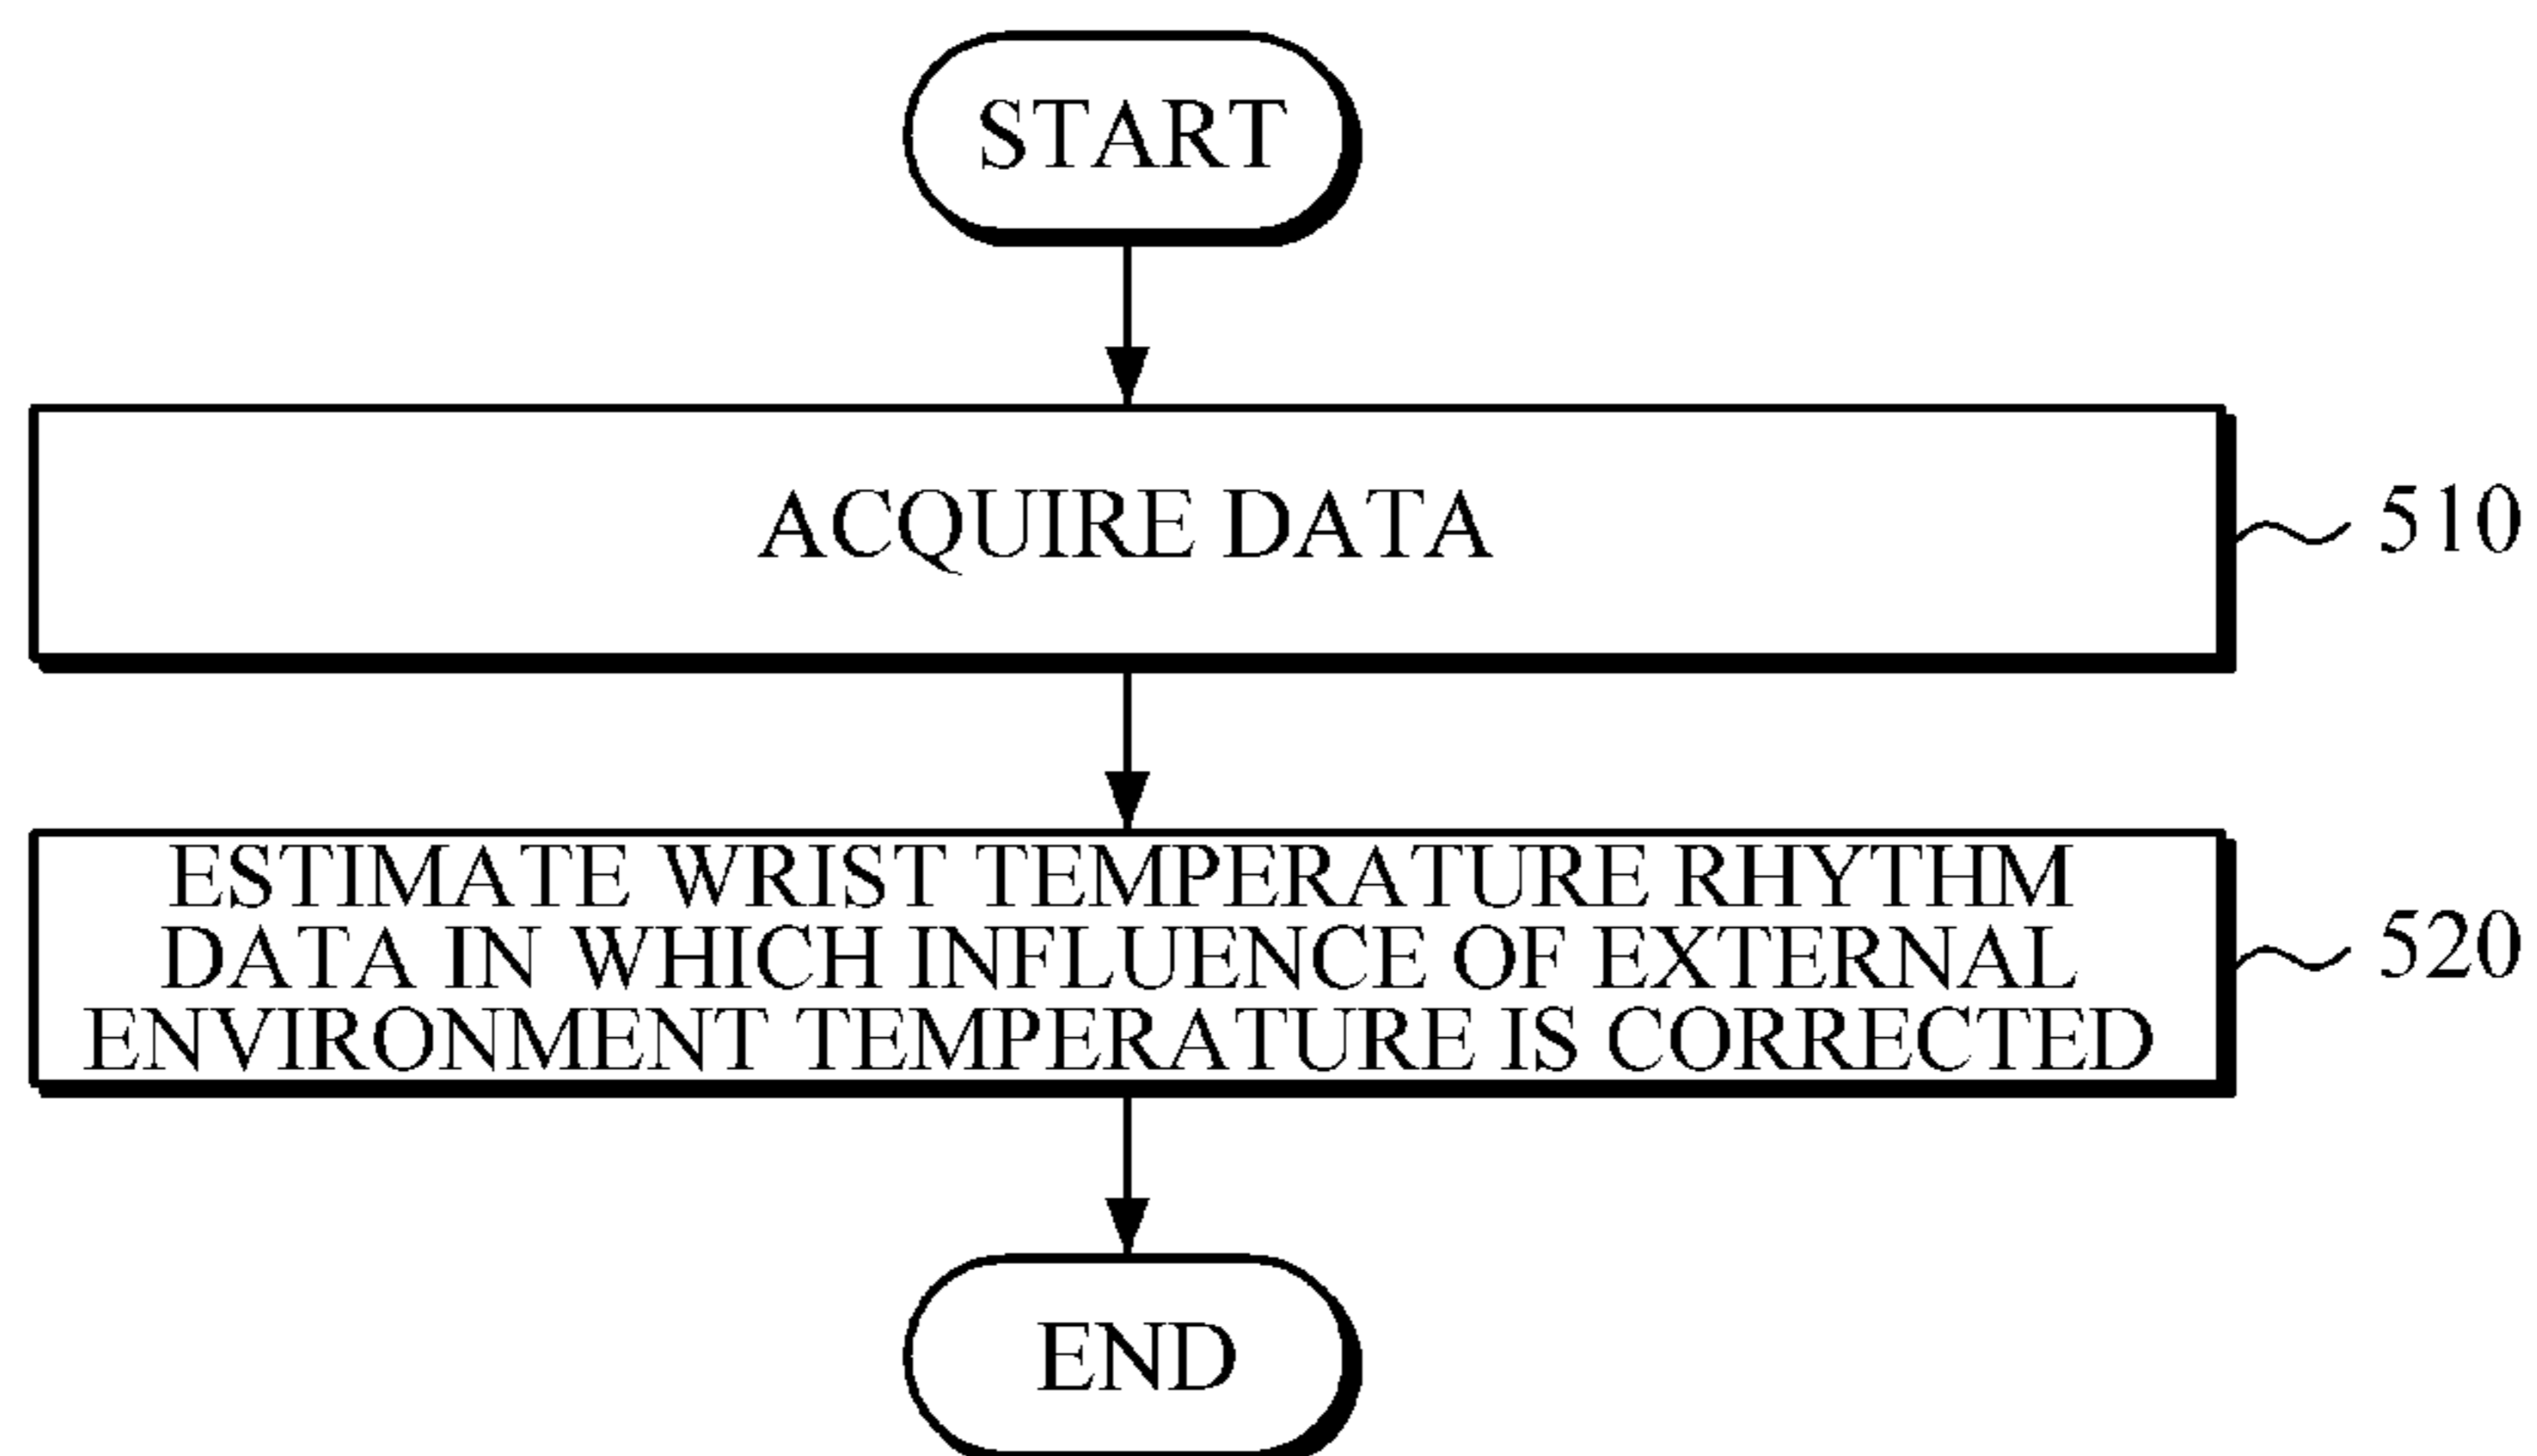 START
ACQUIRE DATA
510
ESTIMATE WRIST TEMPERATURE RHYTHM
DATA IN WHICH INFLUENCE OF EXTERNAL
ENVIRONMENT TEMPERATURE IS CORRECTED
520
END